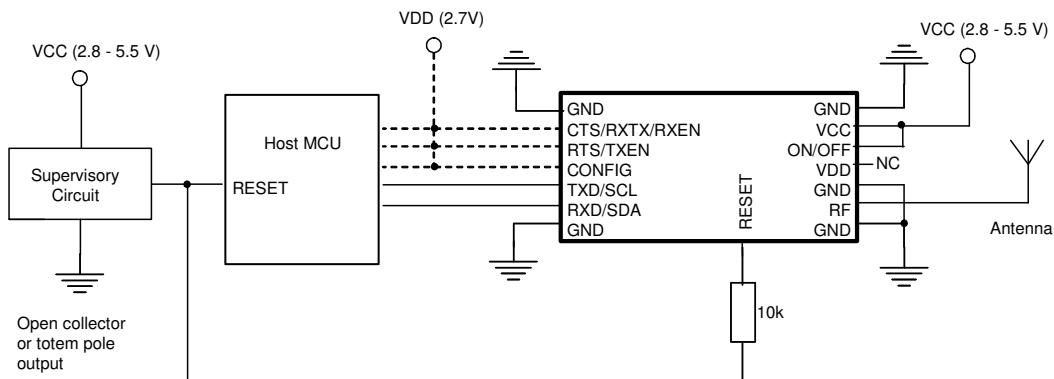 VDD (2.7V)
VCC (2.8 - 5.5 V)
VCC (2.8 - 5.5 V)
Supervisory
Circuit
Open collector
or totem pole
output
Host MCU
RESET
GND
CTS/RXTX/RXEN
RTS/TXEN
CONFIG
TXD/SCL
RXD/SDA
GND
RESET
GND
VCC
ON/OFF
VDD
GND
RF
GND
NC
Antenna
10k